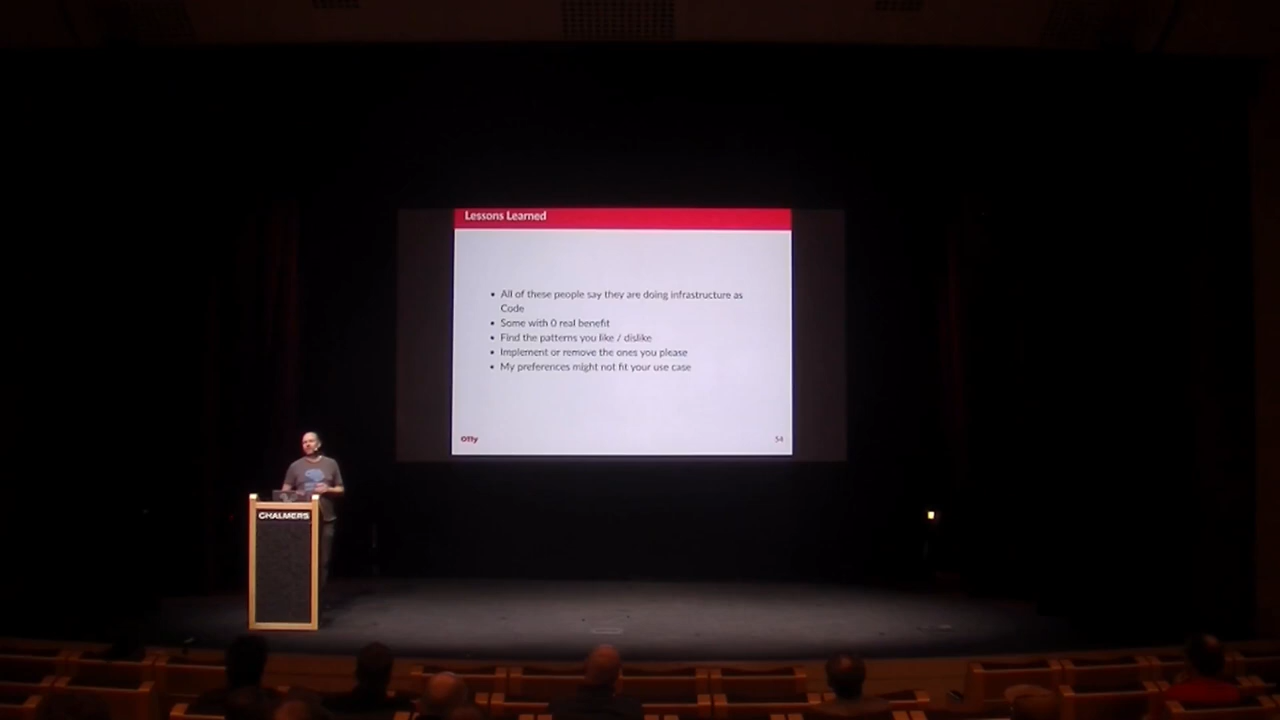 Lessons Learned
• All of these people say they are doing infrastructure as
Code
• Some with 0 real benefit
• Find the patterns you like / dislike
• Implement or remove the ones you please
• My preferences might not fit your use case
O11y
54
CHALMERS